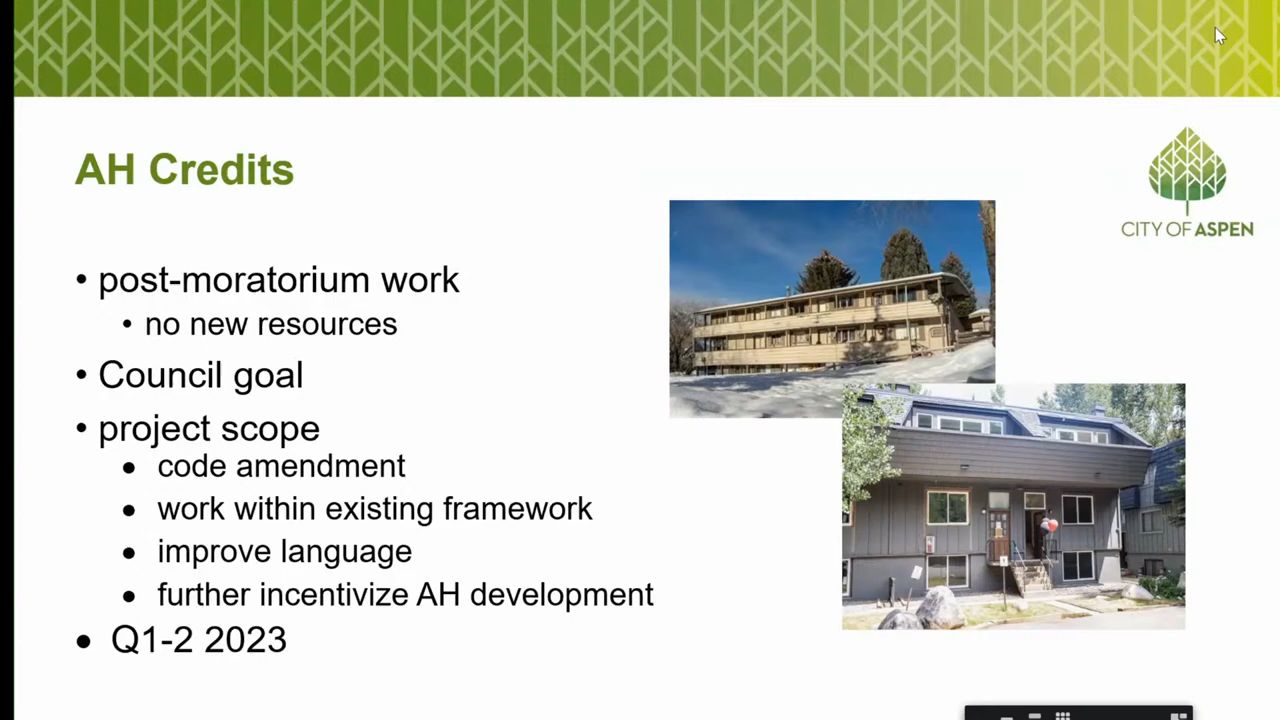 AH Credits
CITY OF ASPEN
• post-moratorium work
• no new resources
• Council goal
• project scope
• code amendment
• work within existing framework
• improve language
• further incentivize AH development
• Q1-2 2023